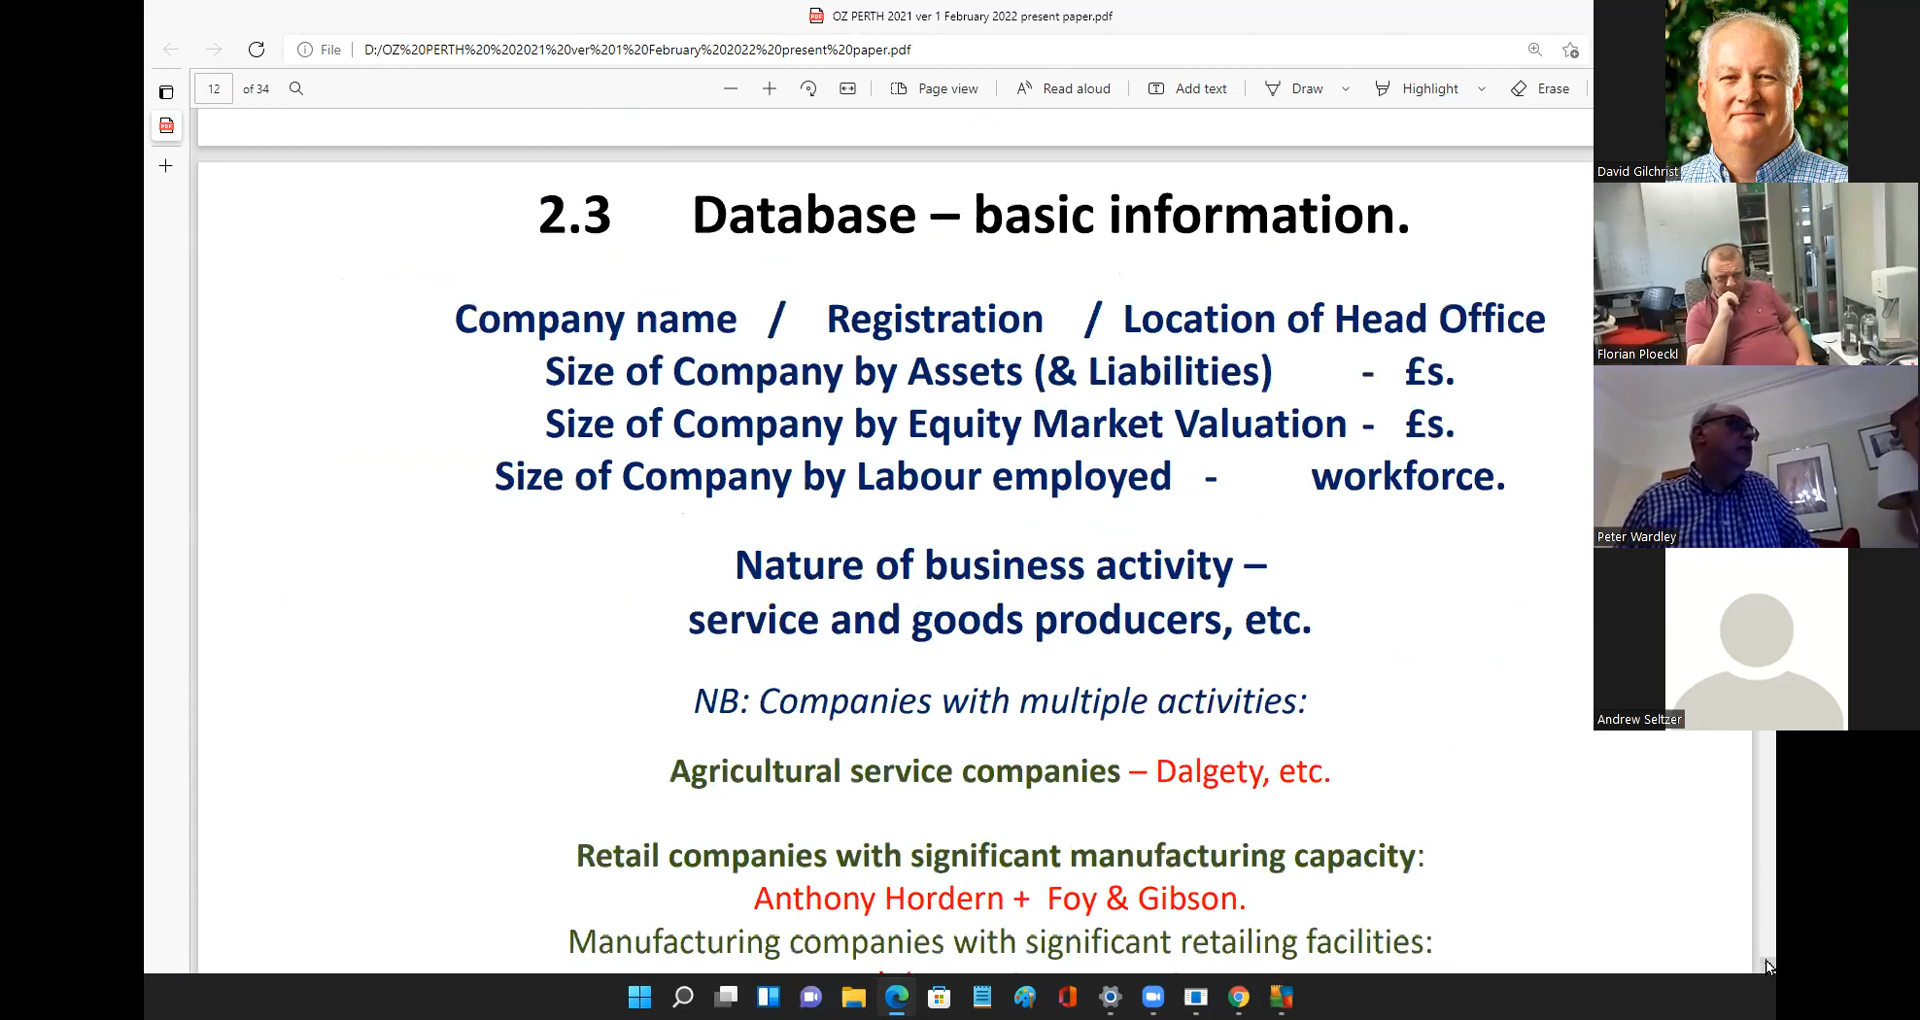 OZ PERTH 2021 ver 1 February 2022 present paper.pdf
File D:/OZ%20PERTH%20%202021%20ver%201%20February%202022%20present%20paper.pdf
12 of 34 Page view Read aloud Add text Draw Highlight Erase
2.3 Database – basic information.
Company name / Registration / Location of Head Office
Size of Company by Assets (& Liabilities) - £s.
Size of Company by Equity Market Valuation - £s.
Size of Company by Labour employed - workforce.
Nature of business activity –
service and goods producers, etc.
NB: Companies with multiple activities:
Agricultural service companies – Dalgety, etc.
Retail companies with significant manufacturing capacity:
Anthony Hordern + Foy & Gibson.
Manufacturing companies with significant retailing facilities:
David Gilchrist
Florian Ploeckl
Peter Wardley
Andrew Seltzer